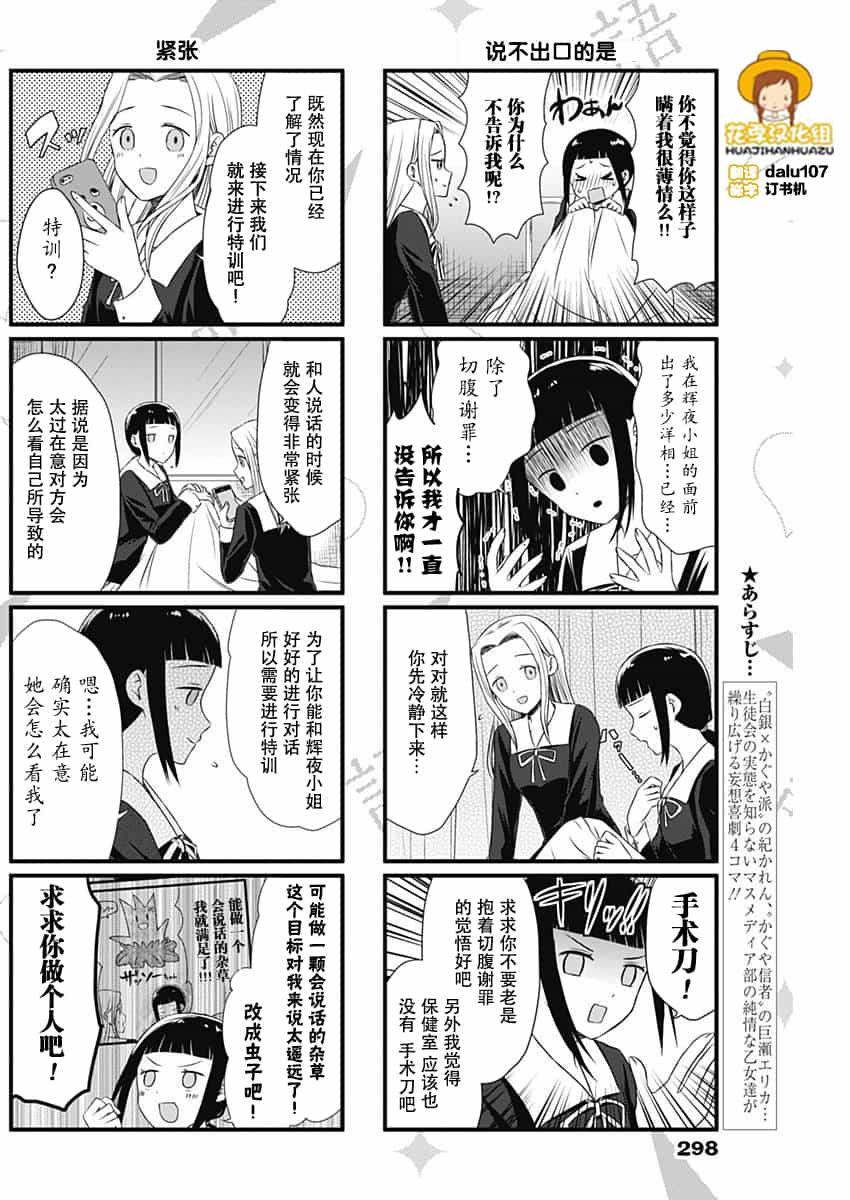 说不出口的是
你不觉得你这样子
瞒着我很薄情么!!
わぁん
你为什么
不告诉我呢!?
我在辉夜小姐的面前
出了多少洋相…已经…
除了
切腹谢罪…
所以我才一直
没告诉你啊!!
对对就这样
你先冷静下来…
手术刀!
キリッ!!
求求你不要老是
抱着切腹谢罪
的觉悟好吧
另外我觉得
保健室 应该也
没有 手术刀吧
紧张
既然现在你已经
了解了情况
接下来我们
就来进行特训吧!
スッ
特训?
和人说话的时候
就会变得非常紧张
据说是因为
太过在意对方会
怎么看自己所导致的
为了让你能和辉夜小姐
好好的进行对话
所以需要进行特训
嗯…我可能
确实太在意
她会怎么看我了
可能做一颗会说话的杂草
这个目标对我来说太遥远了!
改成虫子吧!
能做一个
会说话的杂草
我就满足了!!!
ザッソー
求求你做个人吧!
花季汉化组
HUAJIHANHUAZU
翻译 dalu107
嵌字 订书机
★あらすじ…
〝白銀×かぐや派〟の紀かれん、〝かぐや信者〟の巨瀬エリカ…
生徒会の実態を知らないマスメディア部の純情な乙女達が
繰り広げる妄想喜劇4コマ!!
298